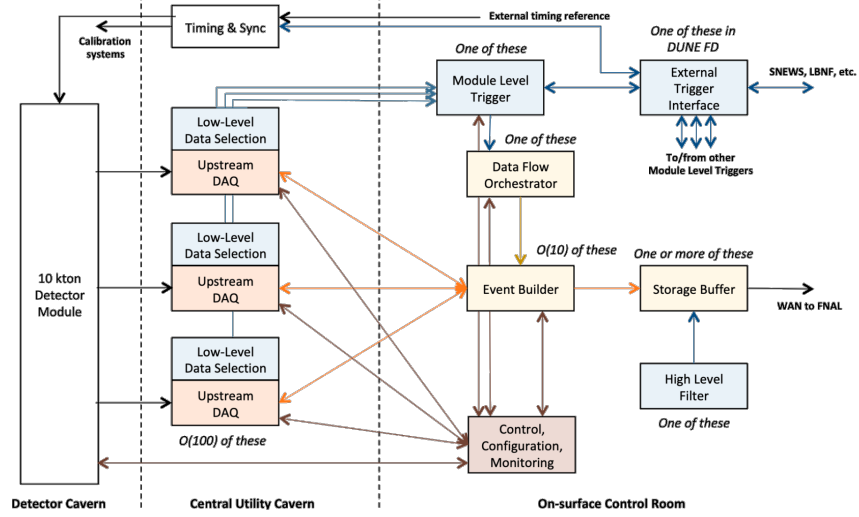 Timing & Sync
External timing reference
Calibration
systems
One of these
One of these in
DUNE FD
Module Level
Trigger
External
Trigger
Interface
SNEWS, LBNF, etc.
To/from other
Module Level Triggers
Low-Level
Data Selection
Upstream
DAQ
One of these
Data Flow
Orchestrator
Low-Level
Data Selection
Upstream
DAQ
10 kton
Detector
Module
O(10) of these
One or more of these
Event Builder
Storage Buffer
WAN to FNAL
Low-Level
Data Selection
Upstream
DAQ
O(100) of these
High Level
Filter
One of these
Control,
Configuration,
Monitoring
Detector Cavern
Central Utility Cavern
On-surface Control Room